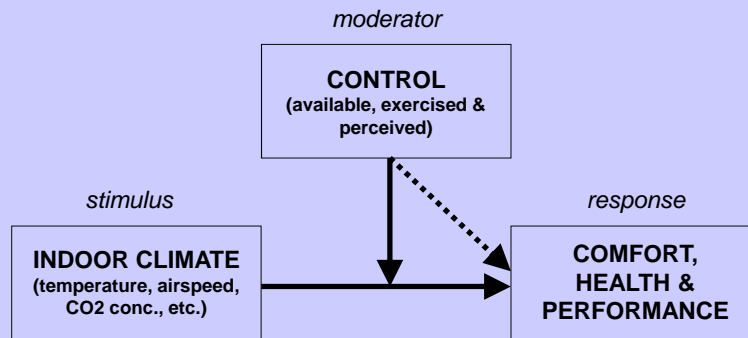 moderator
CONTROL
(available, exercised &
perceived)
stimulus
INDOOR CLIMATE
(temperature, airspeed,
CO2 conc., etc.)
response
COMFORT,
HEALTH &
PERFORMANCE